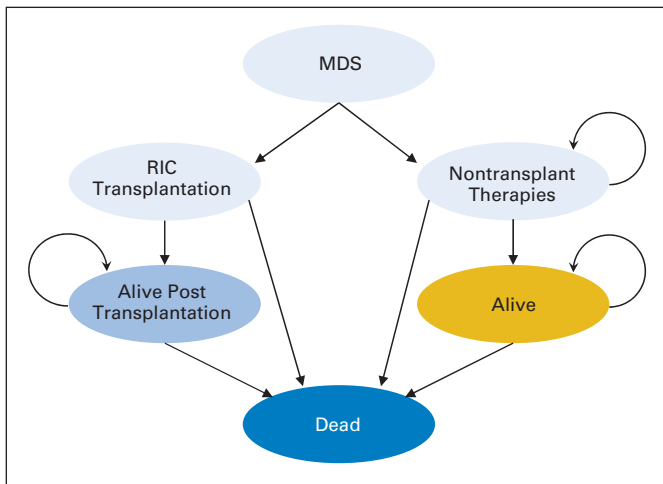 MDS
RIC
Transplantation
Nontransplant
Therapies
Alive Post
Transplantation
Alive
Dead